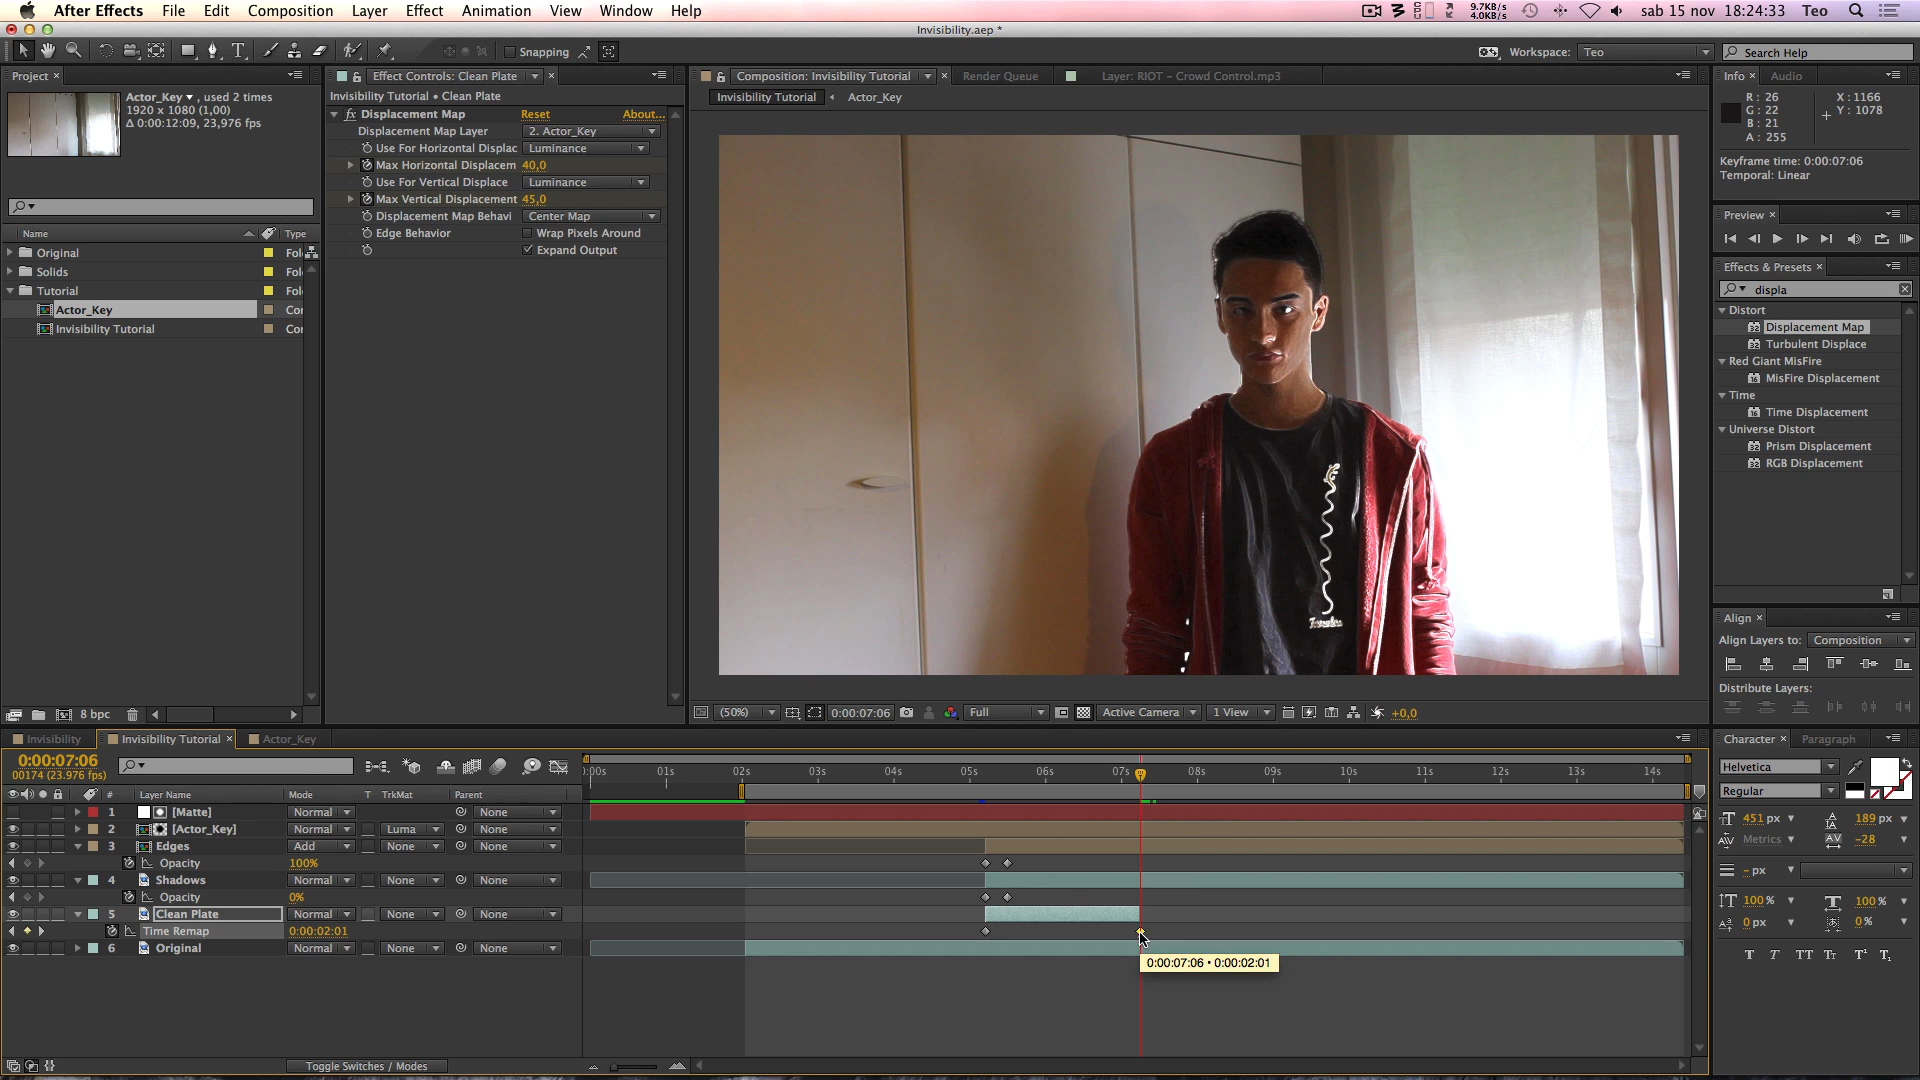 After Effects File Edit Composition Layer Effect Animation View Window Help
9.7KB/s
4.0KB/s
sab 15 nov 18:24:33 Teo
Invisibility.aep *
Snapping
Workspace: Teo
Search Help
Project
Actor_Key , used 2 times
1920 x 1080 (1,00)
Δ 0:00:12:09, 23,976 fps
Name Type
Original Fol
Solids Fol
Tutorial Fol
Actor_Key Cor
Invisibility Tutorial Cor
8 bpc
Effect Controls: Clean Plate
Invisibility Tutorial • Clean Plate
fx Displacement Map Reset About...
Displacement Map Layer 2. Actor_Key
Use For Horizontal Displac Luminance
Max Horizontal Displacem 40,0
Use For Vertical Displace Luminance
Max Vertical Displacement 45,0
Displacement Map Behavi Center Map
Edge Behavior Wrap Pixels Around
Expand Output
Composition: Invisibility Tutorial Render Queue Layer: RIOT – Crowd Control.mp3
Invisibility Tutorial Actor_Key
(50%) 0:00:07:06 Full Active Camera 1 View +0,0
Info Audio
R : 26
G : 22
B : 21
A : 255
X : 1166
Y : 1078
Keyframe time: 0:00:07:06
Temporal: Linear
Preview
Effects & Presets
displa
Distort
Displacement Map
Turbulent Displace
Red Giant MisFire
MisFire Displacement
Time
Time Displacement
Universe Distort
Prism Displacement
RGB Displacement
Align
Align Layers to: Composition
Distribute Layers:
Character Paragraph
Helvetica
Regular
451 px 189 px
Metrics -28
- px
100 % 100 %
0 px 0 %
T T TT Tт T¹ T₁
Invisibility Invisibility Tutorial Actor_Key
0:00:07:06
00174 (23.976 fps)
):00s 01s 02s 03s 04s 05s 06s 07s 08s 09s 10s 11s 12s 13s 14s
# Layer Name Mode T TrkMat Parent
1 [Matte] Normal None
2 [Actor_Key] Normal Luma None
3 Edges Add None None
Opacity 100%
4 Shadows Normal None None
Opacity 0%
5 Clean Plate Normal None None
Time Remap 0:00:02:01
6 Original Normal None None
0:00:07:06 • 0:00:02:01
Toggle Switches / Modes